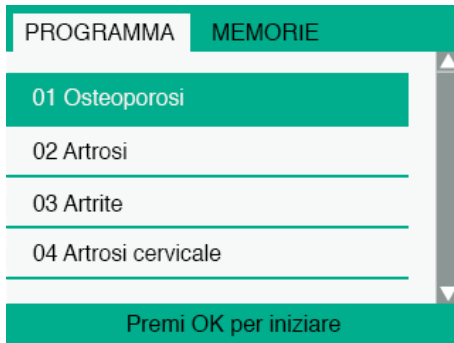 PROGRAMMA MEMORIE
01 Osteoporosi
02 Artrosi
03 Artrite
04 Artrosi cervicale
Premi OK per iniziare